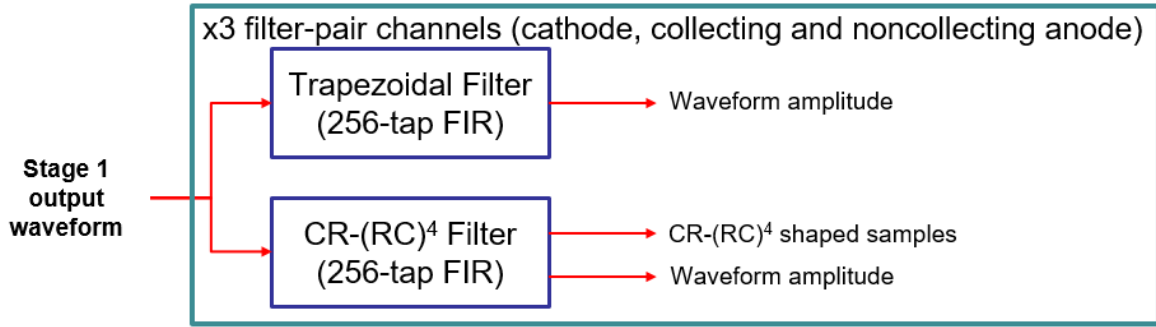 x3 filter-pair channels (cathode, collecting and noncollecting anode)
Trapezoidal Filter
(256-tap FIR)
Waveform amplitude
Stage 1
output
waveform
CR-(RC)⁴ Filter
(256-tap FIR)
CR-(RC)⁴ shaped samples
Waveform amplitude